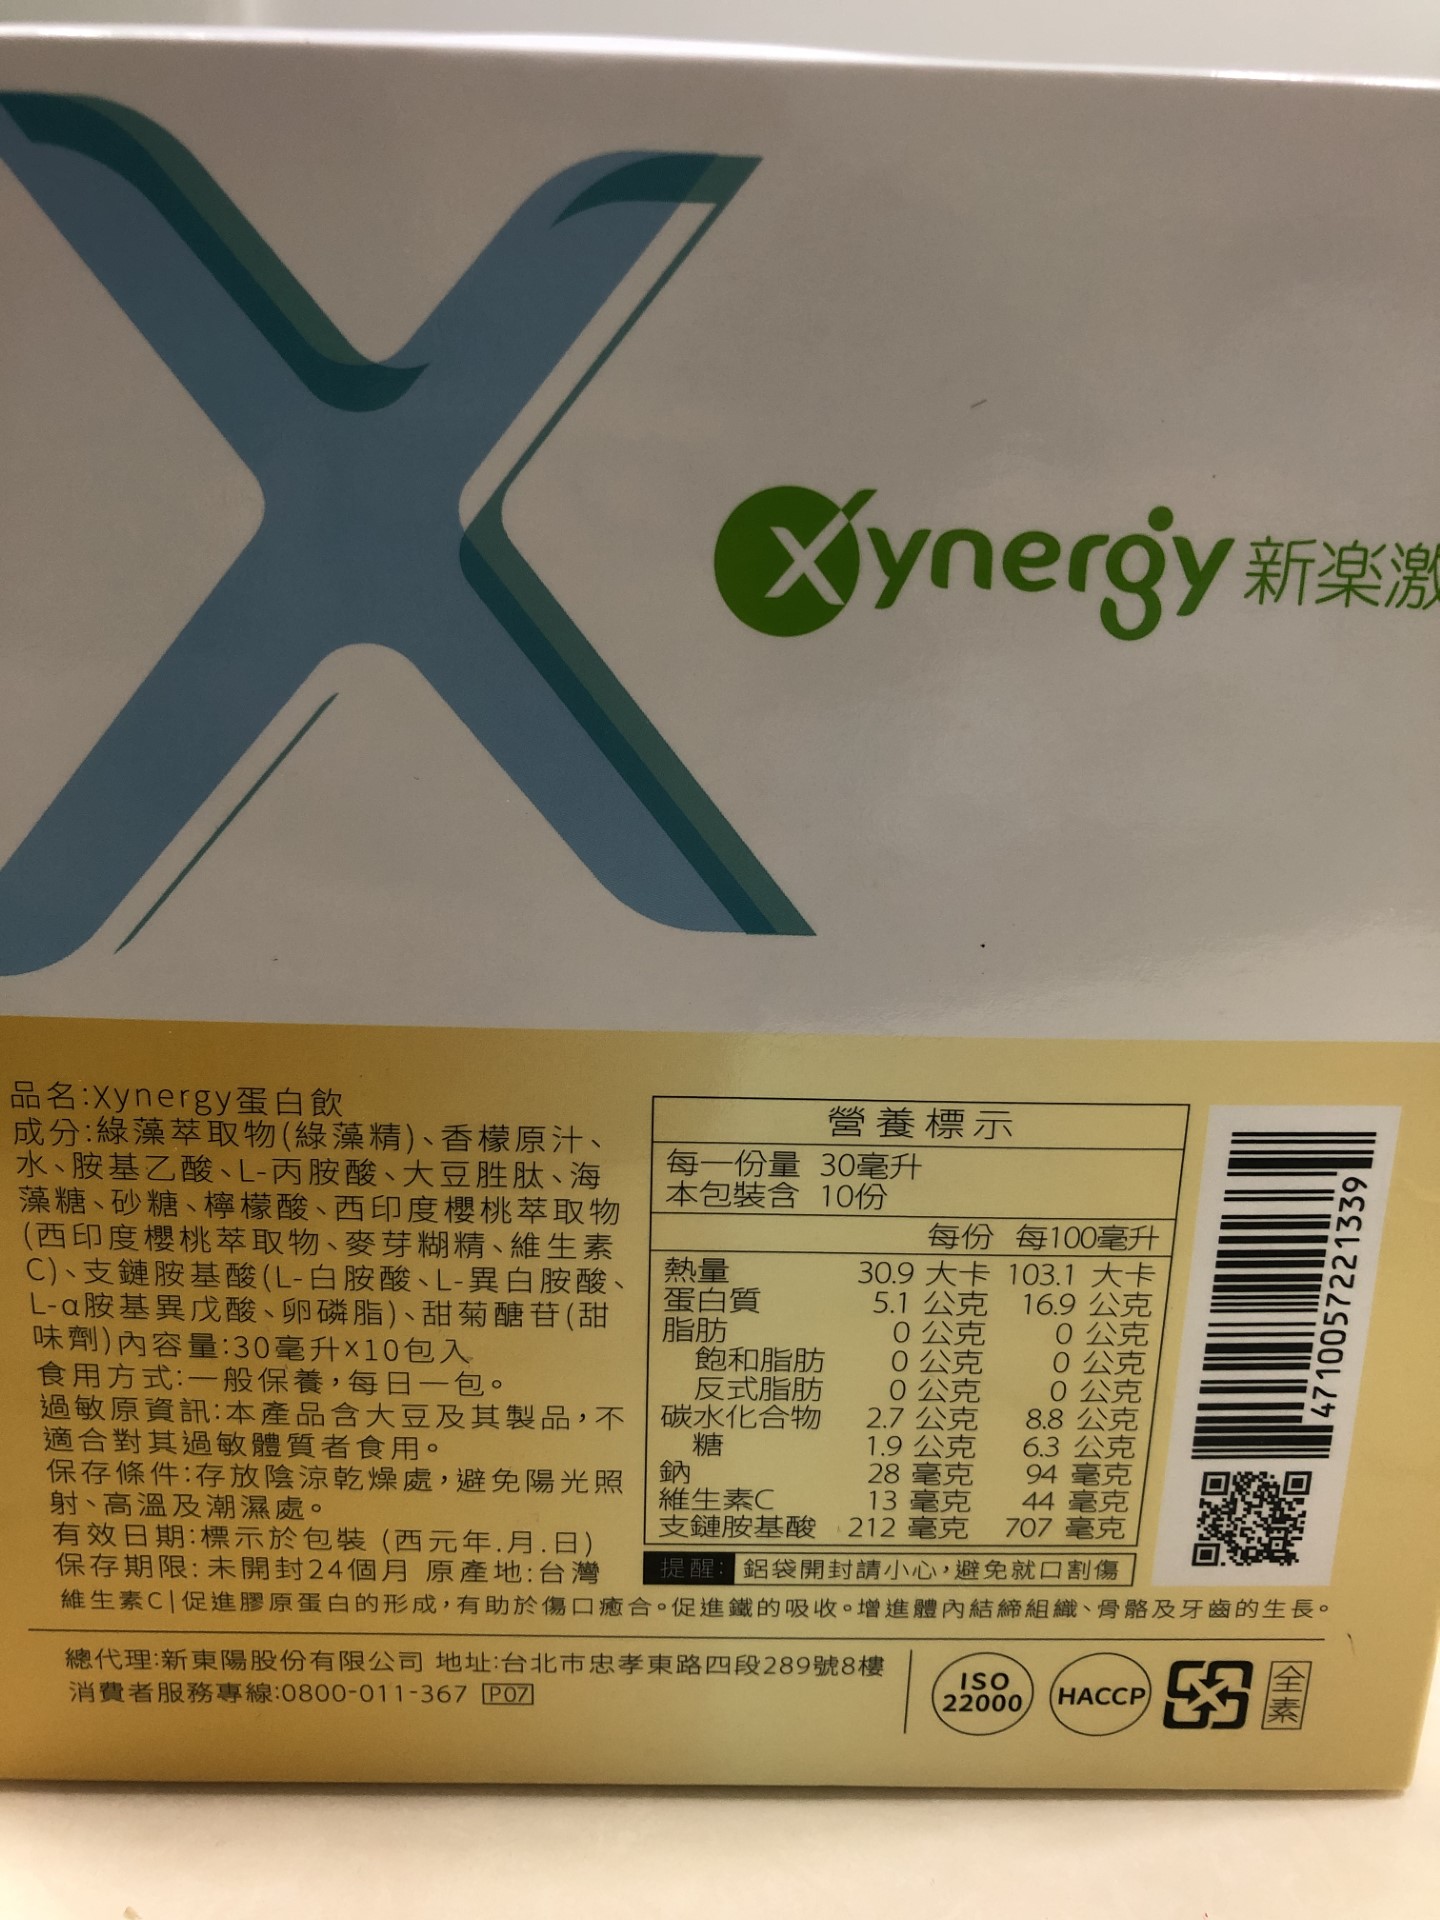 Xynergy 新楽激
品名:Xynergy蛋白飲
成分:綠藻萃取物(綠藻精)、香檬原汁、
水、胺基乙酸、L-丙胺酸、大豆胜肽、海
藻糖、砂糖、檸檬酸、西印度櫻桃萃取物
(西印度櫻桃萃取物、麥芽糊精、維生素
C)、支鏈胺基酸(L-白胺酸、L-異白胺酸、
L-α胺基異戊酸、卵磷脂)、甜菊醣苷(甜
味劑)內容量:30毫升x10包入
食用方式:一般保養,每日一包。
過敏原資訊:本產品含大豆及其製品,不
適合對其過敏體質者食用。
保存條件:存放陰涼乾燥處,避免陽光照
射、高溫及潮濕處。
有效日期:標示於包裝 (西元年.月.日)
保存期限: 未開封24個月 原產地:台灣
營養標示
每一份量 30毫升
本包裝含 10份
每份 每100毫升
熱量 30.9 大卡 103.1 大卡
蛋白質 5.1 公克 16.9 公克
脂肪 0 公克 0 公克
飽和脂肪 0 公克 0 公克
反式脂肪 0 公克 0 公克
碳水化合物 2.7 公克 8.8 公克
糖 1.9 公克 6.3 公克
鈉 28 毫克 94 毫克
維生素C 13 毫克 44 毫克
支鏈胺基酸 212 毫克 707 毫克
提醒: 鋁袋開封請小心,避免就口割傷
4710057221339
維生素C|促進膠原蛋白的形成,有助於傷口癒合。促進鐵的吸收。增進體內結締組織、骨骼及牙齒的生長。
總代理:新東陽股份有限公司 地址:台北市忠孝東路四段289號8樓
消費者服務專線:0800-011-367 P07
ISO
22000
HACCP
全
素